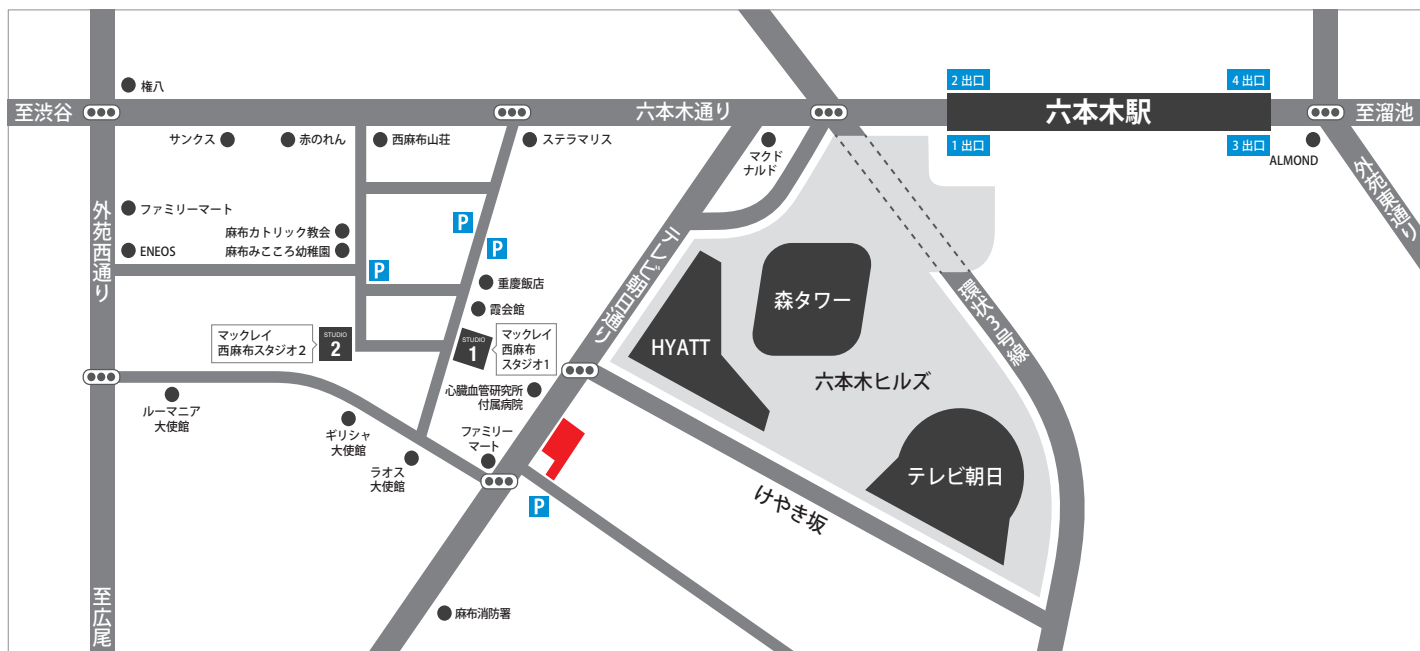 権八
至渋谷
六本木通り
2 出口
4 出口
六本木駅
至溜池
1 出口
3 出口
サンクス
赤のれん
西麻布山荘
ステラマリス
マクド
ナルド
ALMOND
外苑東通り
外苑西通り
ファミリーマート
麻布カトリック教会
ENEOS
麻布みこころ幼稚園
P
P
P
テレビ朝日通り
環状3号線
重慶飯店
霞会館
森タワー
HYATT
六本木ヒルズ
マックレイ
西麻布スタジオ2
STUDIO
2
STUDIO
1
マックレイ
西麻布
スタジオ1
心臓血管研究所
付属病院
ルーマニア
大使館
ギリシャ
大使館
ラオス
大使館
ファミリー
マート
P
テレビ朝日
けやき坂
至広尾
麻布消防署